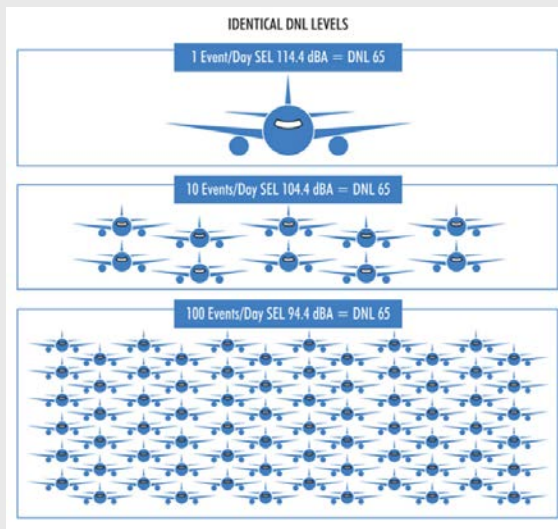 IDENTICAL DNL LEVELS
1 Event/Day SEL 114.4 dBA = DNL 65
10 Events/Day SEL 104.4 dBA = DNL 65
100 Events/Day SEL 94.4 dBA = DNL 65